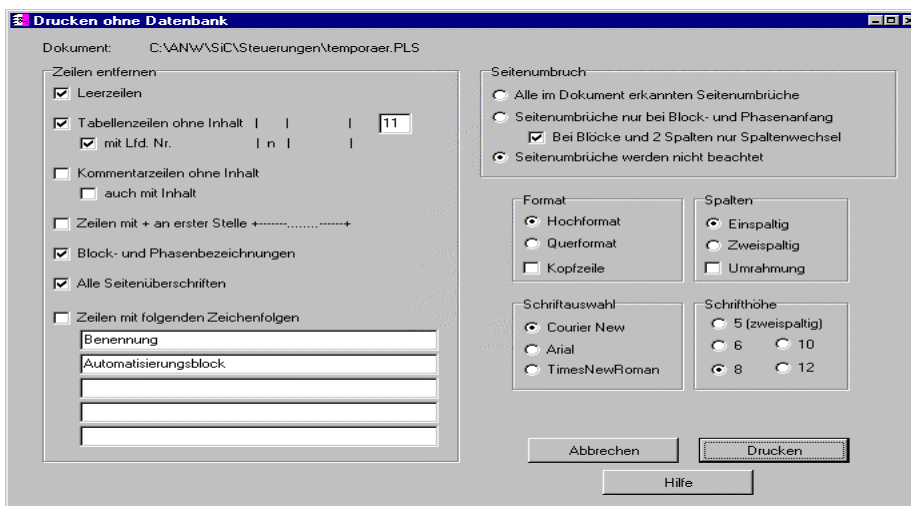 Drucken ohne Datenbank
Dokument: C:\ANW\SiC\Steuerungen\temporaer.PLS
Zeilen entfernen
Leerzeilen
Tabellenzeilen ohne Inhalt | | | 11
mit Lfd. Nr. | n | |
Kommentarzeilen ohne Inhalt
auch mit Inhalt
Zeilen mit + an erster Stelle +-------........------+
Block- und Phasenbezeichnungen
Alle Seitenüberschriften
Zeilen mit folgenden Zeichenfolgen
Benennung
Automatisierungsblock
Seitenumbruch
Alle im Dokument erkannten Seitenumbrüche
Seitenumbrüche nur bei Block- und Phasenanfang
Bei Blöcke und 2 Spalten nur Spaltenwechsel
Seitenumbrüche werden nicht beachtet
Format
Hochformat
Querformat
Kopfzeile
Spalten
Einspaltig
Zweispaltig
Umrahmung
Schriftauswahl
Courier New
Arial
TimesNewRoman
Schrifthöhe
5 (zweispaltig)
6 10
8 12
Abbrechen
Drucken
Hilfe